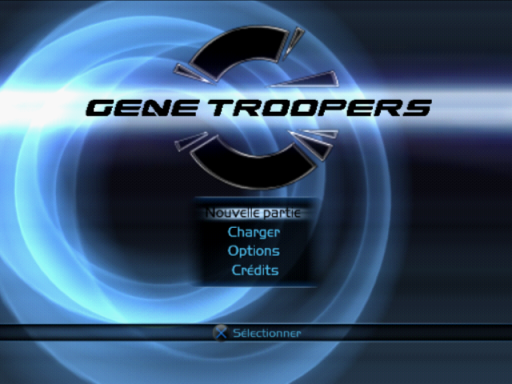 GENE TROOPERS
Nouvelle partie
Charger
Options
Crédits
Sélectionner